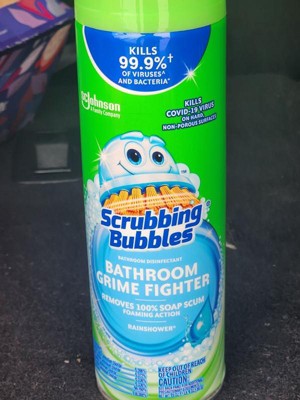 KILLS
99.9%†
OF VIRUSES^
AND BACTERIA*
SC Johnson
A Family Company
KILLS
COVID-19 VIRUS
ON HARD,
NON-POROUS SURFACES
Scrubbing
Bubbles
BATHROOM DISINFECTANT
BATHROOM
GRIME FIGHTER
REMOVES 100% SOAP SCUM
FOAMING ACTION
RAINSHOWER®
KEEP OUT OF REACH
OF CHILDREN
CAUTION: